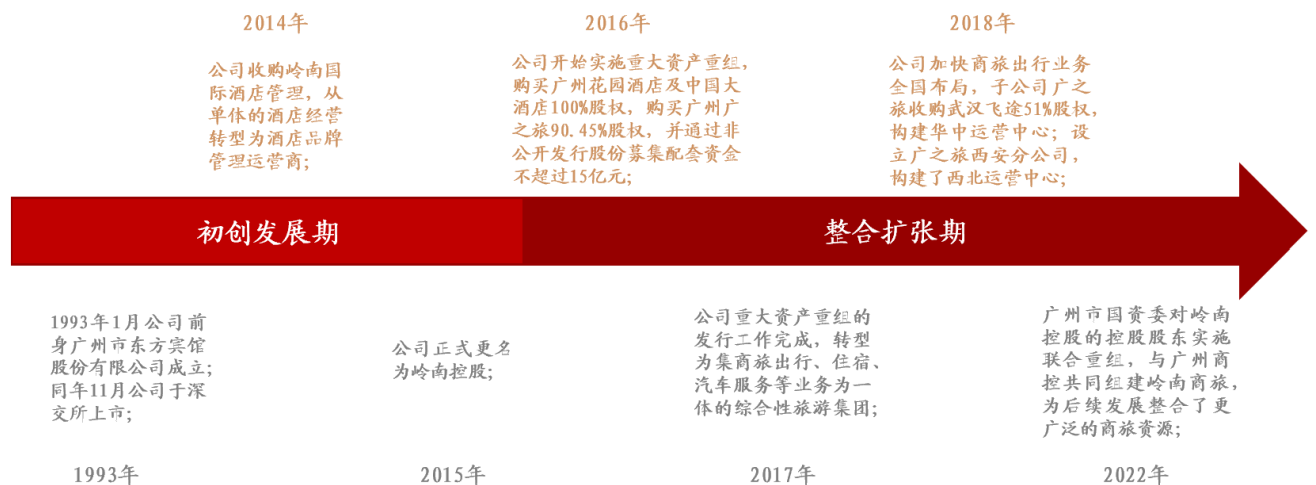 2014年
公司收购岭南国
际酒店管理，从
单体的酒店经营
转型为酒店品牌
管理运营商；
2016年
公司开始实施重大资产重组，
购买广州花园酒店及中国大
酒店100%股权，购买广州广
之旅90.45%股权，并通过非
公开发行股份募集配套资金
不超过15亿元；
2018年
公司加快商旅出行业务
全国布局，子公司广之
旅收购武汉飞途51%股权，
构建华中运营中心；设
立广之旅西安分公司，
构建了西北运营中心；
初创发展期
整合扩张期
1993年1月公司前
身广州市东方宾馆
股份有限公司成立；
同年11月公司于深
交所上市；
1993年
公司正式更名
为岭南控股；
2015年
公司重大资产重组的
发行工作完成，转型
为集商旅出行、住宿、
汽车服务等业务为一
体的综合性旅游集团；
2017年
广州市国资委对岭南
控股的控股股东实施
联合重组，与广州商
控共同组建岭南商旅，
为后续发展整合了更
广泛的商旅资源；
2022年